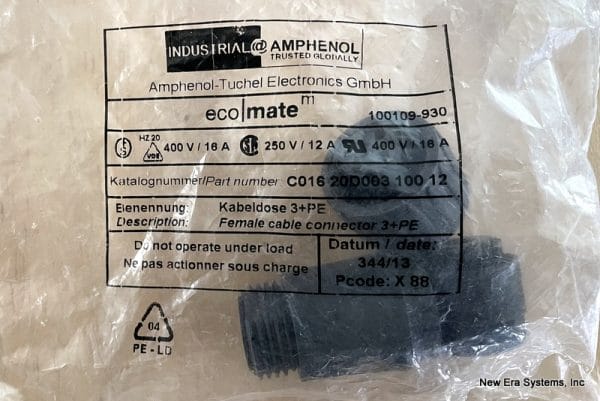 INDUSTRIAL@AMPHENOL
TRUSTED GLOBALLY
Amphenol-Tuchel Electronics GmbH
eco|mate m
100109-930
HZ 20
VDE 400 V / 16 A 250 V / 12 A 400 V / 16 A
Katalognummer/Part number C016 20D003 100 12
Benennung: Kabeldose 3+PE
Description: Female cable connector 3+PE
Do not operate under load
Ne pas actionner sous charge
Datum / date:
344/13
Pcode: X 88
04
PE-LD
New Era Systems, Inc